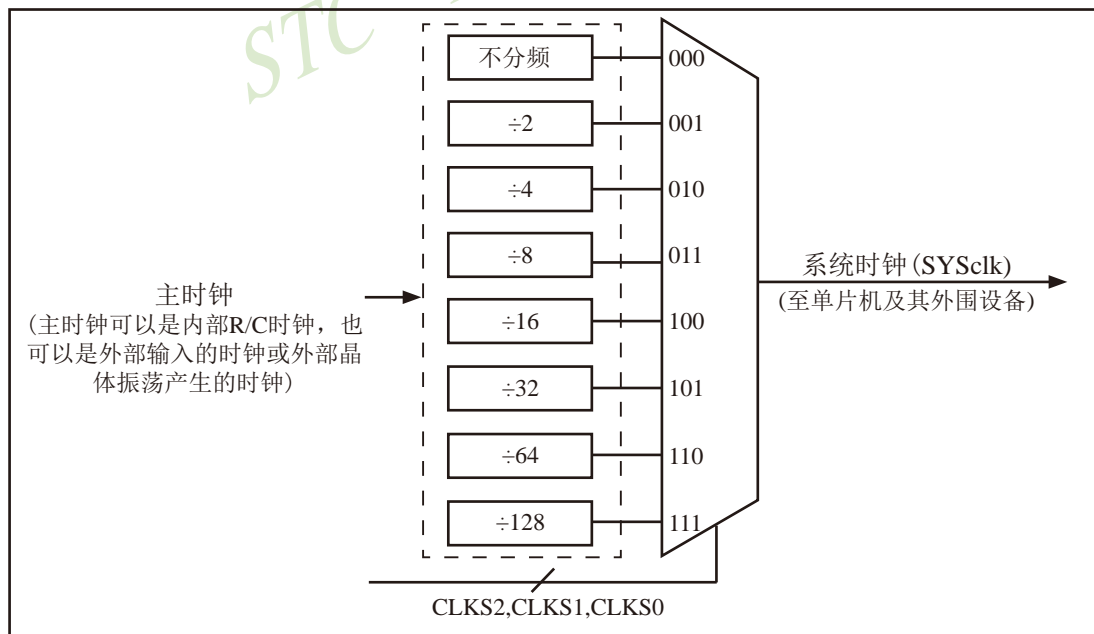 STC
不分频
000
÷2
001
÷4
010
÷8
011
÷16
100
÷32
101
÷64
110
÷128
111
主时钟
(主时钟可以是内部R/C时钟，也
可以是外部输入的时钟或外部晶
体振荡产生的时钟)
系统时钟(SYSclk)
(至单片机及其外围设备)
CLKS2,CLKS1,CLKS0